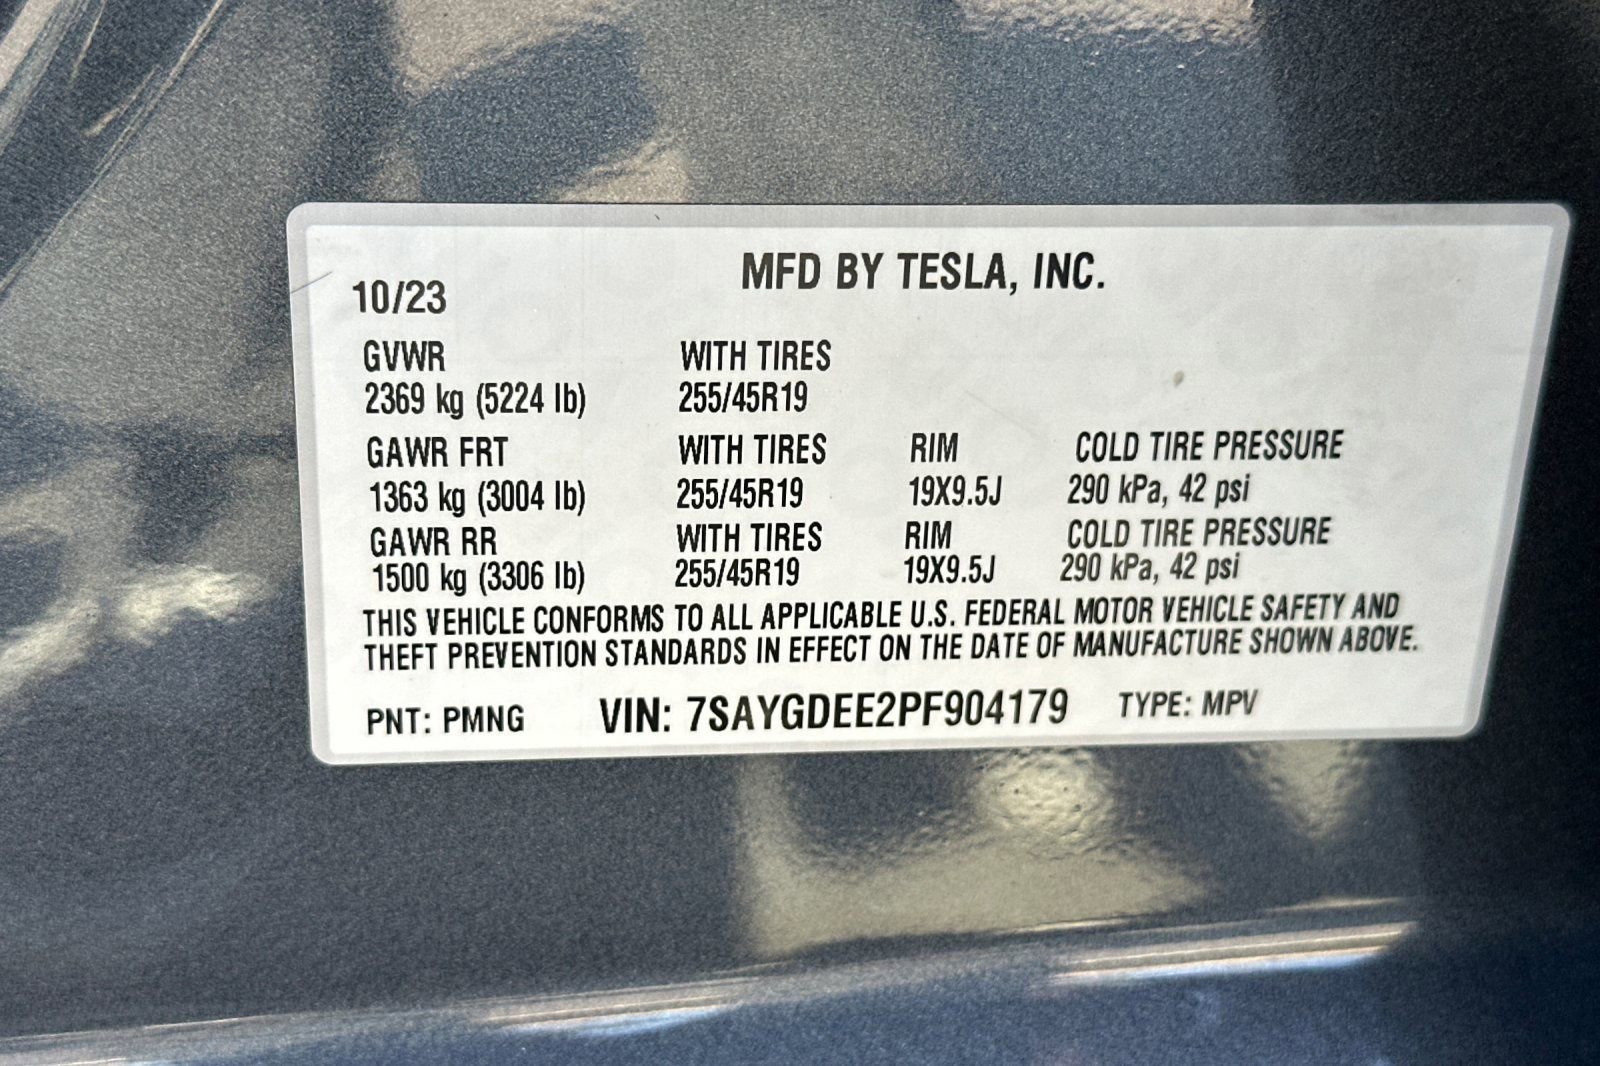 MFD BY TESLA, INC.
10/23
GVWR WITH TIRES
2369 kg (5224 lb) 255/45R19
GAWR FRT WITH TIRES RIM COLD TIRE PRESSURE
1363 kg (3004 lb) 255/45R19 19X9.5J 290 kPa, 42 psi
GAWR RR WITH TIRES RIM COLD TIRE PRESSURE
1500 kg (3306 lb) 255/45R19 19X9.5J 290 kPa, 42 psi
THIS VEHICLE CONFORMS TO ALL APPLICABLE U.S. FEDERAL MOTOR VEHICLE SAFETY AND
THEFT PREVENTION STANDARDS IN EFFECT ON THE DATE OF MANUFACTURE SHOWN ABOVE.
PNT: PMNG VIN: 7SAYGDEE2PF904179 TYPE: MPV